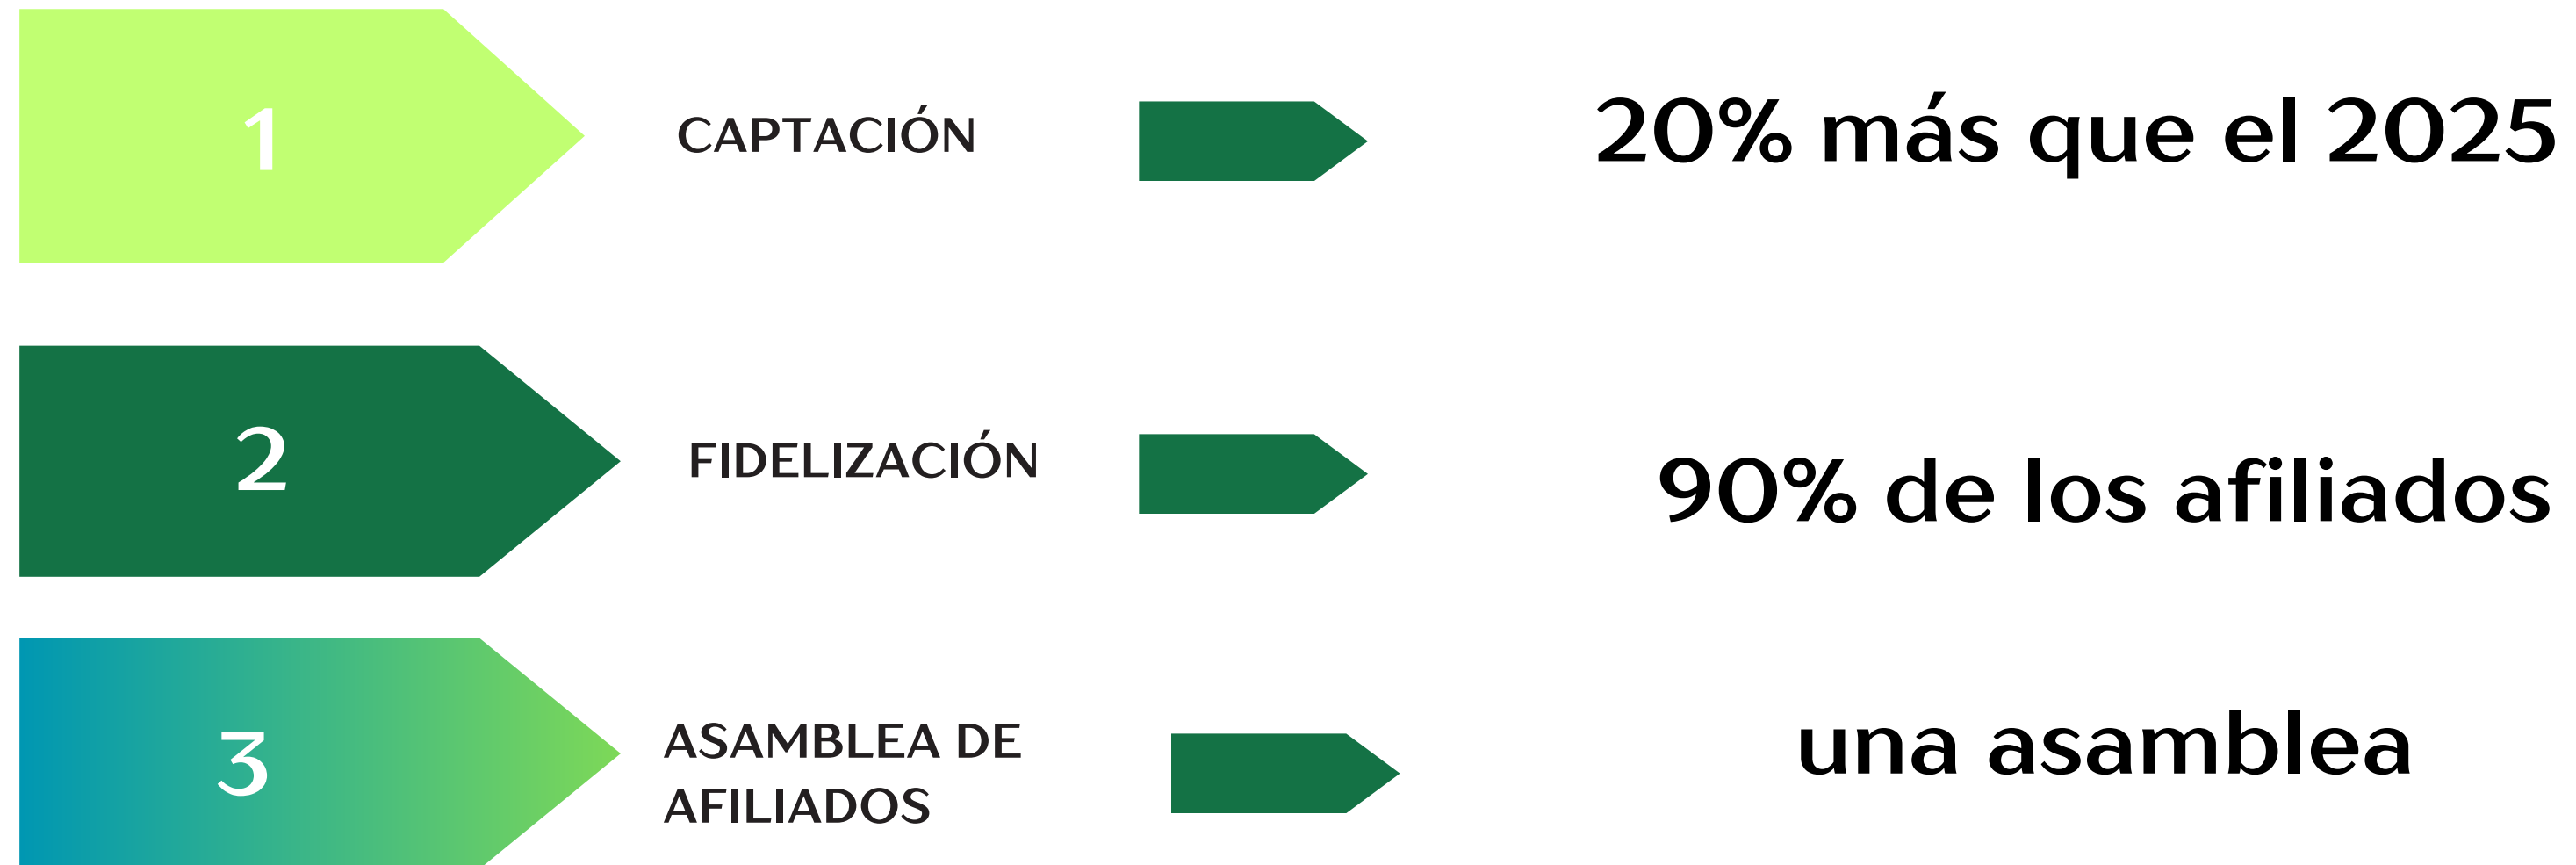 1
CAPTACIÓN
20% más que el 2025
2
FIDELIZACIÓN
90% de los afiliados
3
ASAMBLEA DE
AFILIADOS
una asamblea